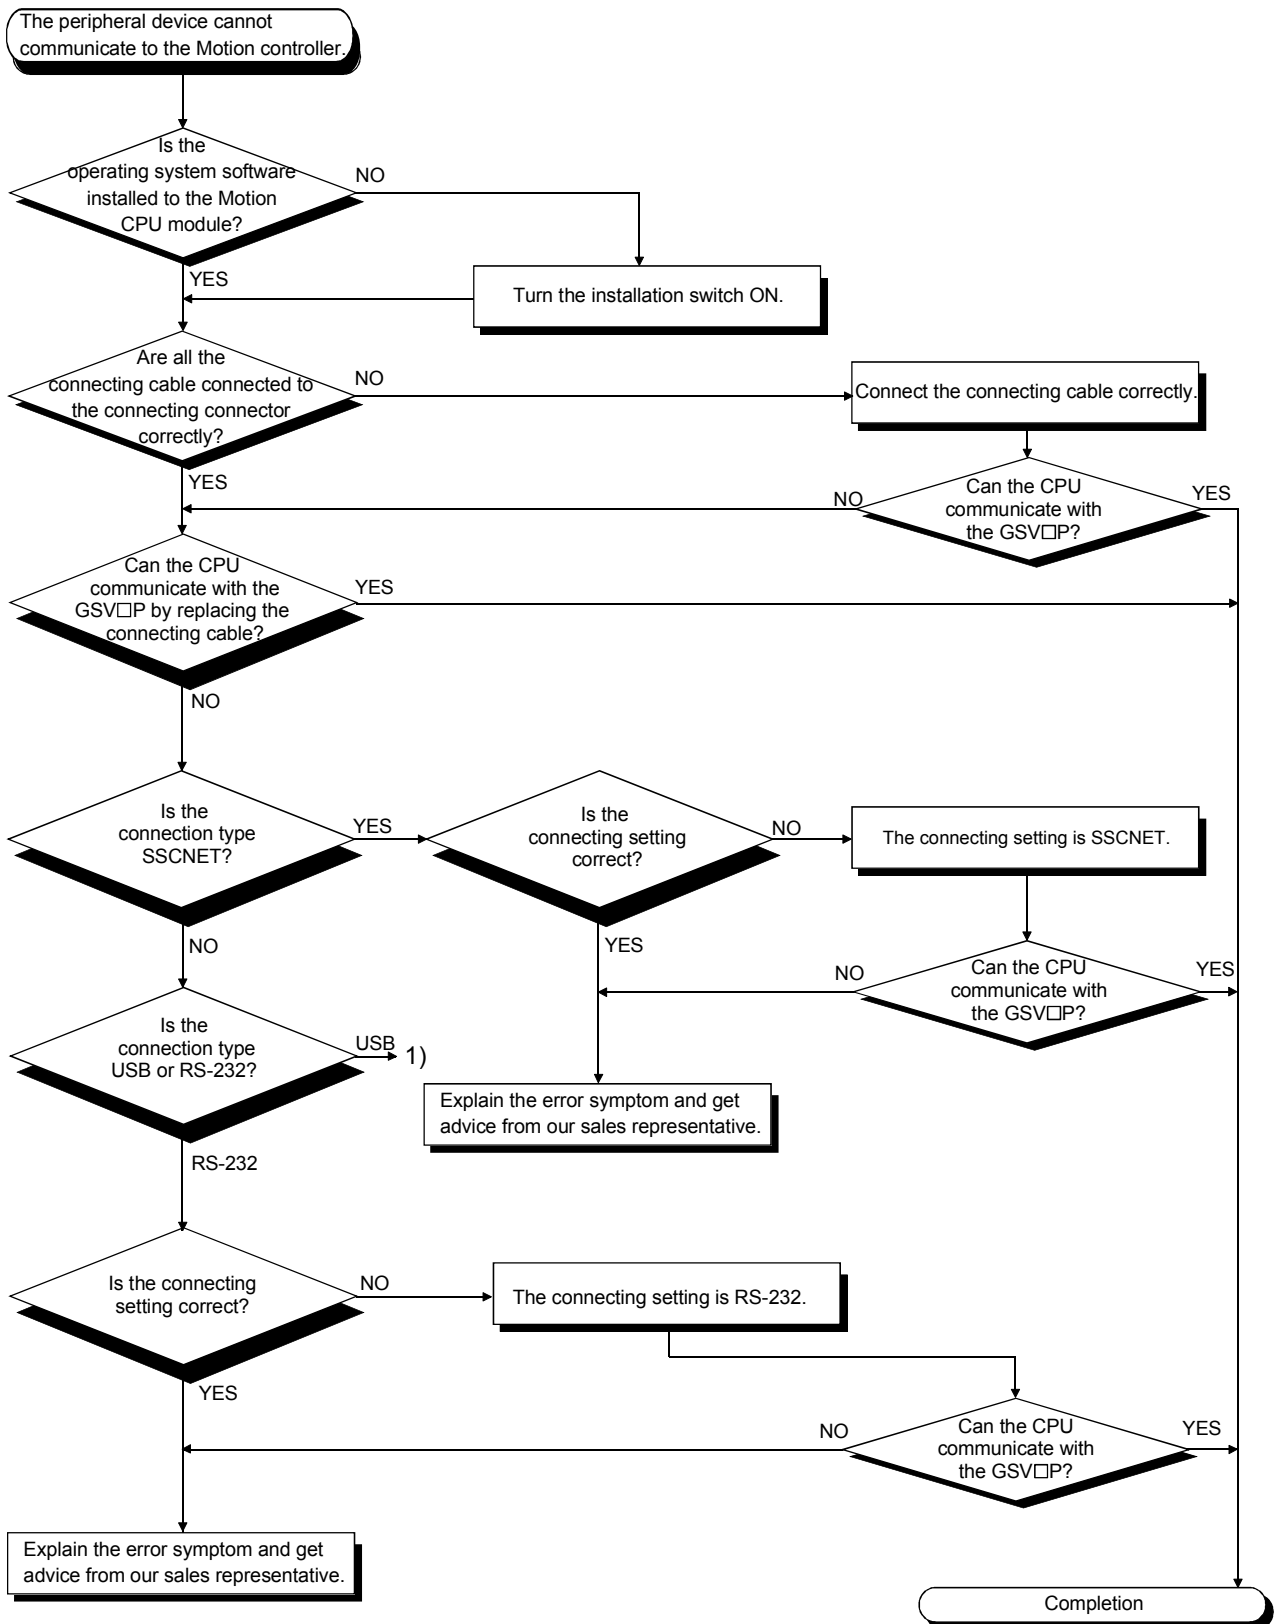 The peripheral device cannot
communicate to the Motion controller.
Is the
operating system software
installed to the Motion
CPU module?
NO
YES
Turn the installation switch ON.
Are all the
connecting cable connected to
the connecting connector
correctly?
NO
Connect the connecting cable correctly.
YES
Can the CPU
communicate with
the GSV□P?
NO
YES
Can the CPU
communicate with the
GSV□P by replacing the
connecting cable?
YES
NO
Is the
connection type
SSCNET?
YES
Is the
connecting setting
correct?
NO
The connecting setting is SSCNET.
NO
YES
Can the CPU
communicate with
the GSV□P?
NO
YES
Is the
connection type
USB or RS-232?
USB
1)
Explain the error symptom and get
advice from our sales representative.
RS-232
Is the connecting
setting correct?
NO
The connecting setting is RS-232.
YES
Can the CPU
communicate with
the GSV□P?
NO
YES
Explain the error symptom and get
advice from our sales representative.
Completion